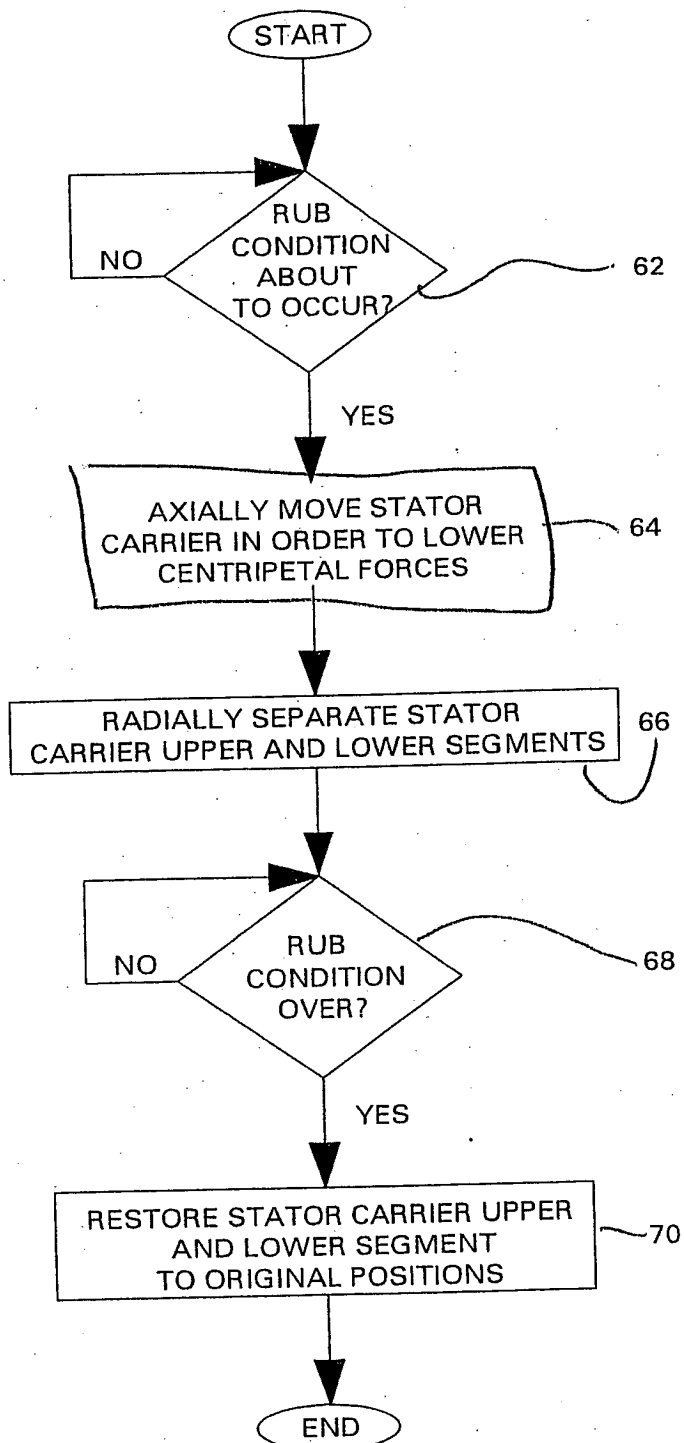 START
RUB
CONDITION
ABOUT
TO OCCUR?
NO
62
YES
AXIALLY MOVE STATOR
CARRIER IN ORDER TO LOWER
CENTRIPETAL FORCES
64
RADIALLY SEPARATE STATOR
CARRIER UPPER AND LOWER SEGMENTS
66
RUB
CONDITION
OVER?
NO
68
YES
RESTORE STATOR CARRIER UPPER
AND LOWER SEGMENT
TO ORIGINAL POSITIONS
70
END